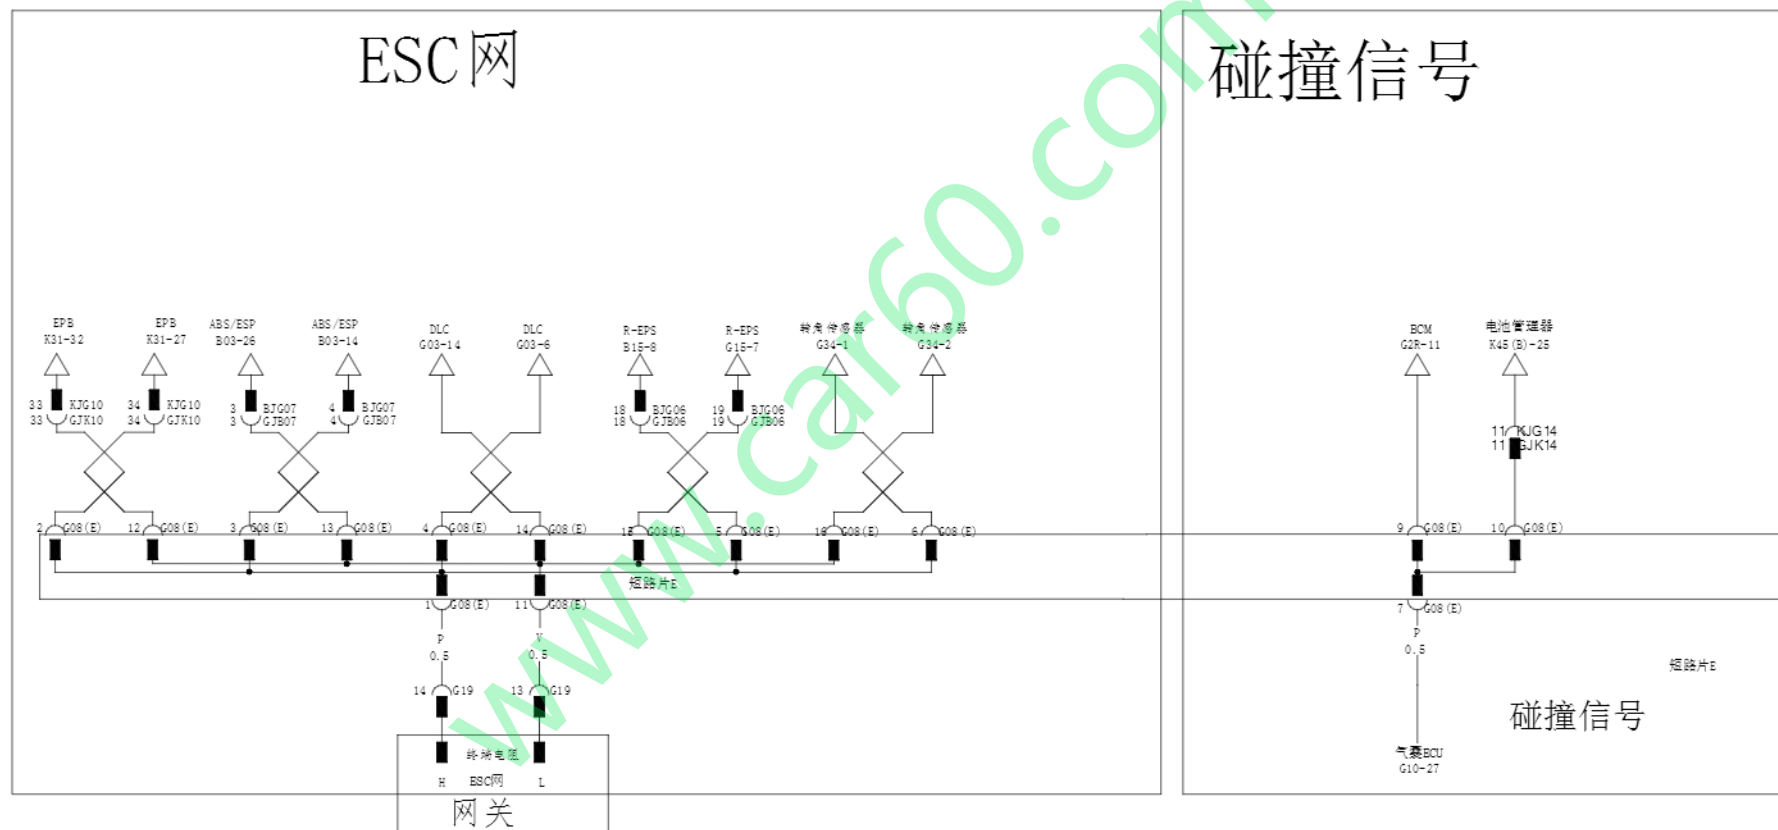 ESC网
碰撞信号
EPB
K31-32
EPB
K31-27
ABS/ESP
B03-26
ABS/ESP
B03-14
DLC
G03-14
DLC
G03-6
R-EPS
B15-8
R-EPS
G15-7
转角传感器
G34-1
转角传感器
G34-2
BCM
G2R-11
电池管理器
K45(B)-25
33 KJG10
33 GJK10
34 KJG10
34 GJK10
3 BJG07
3 GJB07
4 BJG07
4 GJB07
18 BJG06
18 GJB06
19 BJG06
19 GJB06
11 KJG14
11 GJK14
2 G08(E)
12 G08(E)
3 G08(E)
13 G08(E)
4 G08(E)
14 G08(E)
15 G08(E)
5 G08(E)
16 G08(E)
6 G08(E)
9 G08(E)
10 G08(E)
短路片E
1 G08(E)
11 G08(E)
7 G08(E)
P
0.5
V
0.5
P
0.5
短路片E
14 G19
13 G19
碰撞信号
终端电阻
H ESC网 L
网关
气囊ECU
G10-27
www.car60.com